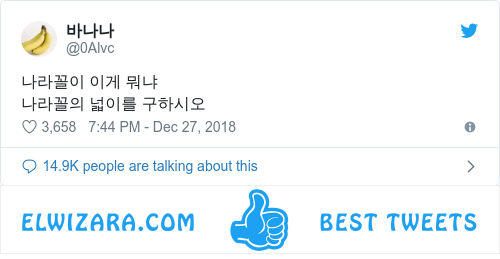 바나나
@0Alvc
나라꼴이 이게 뭐냐
나라꼴의 넓이를 구하시오
3,658 7:44 PM - Dec 27, 2018
14.9K people are talking about this
ELWIZARA.COM BEST TWEETS